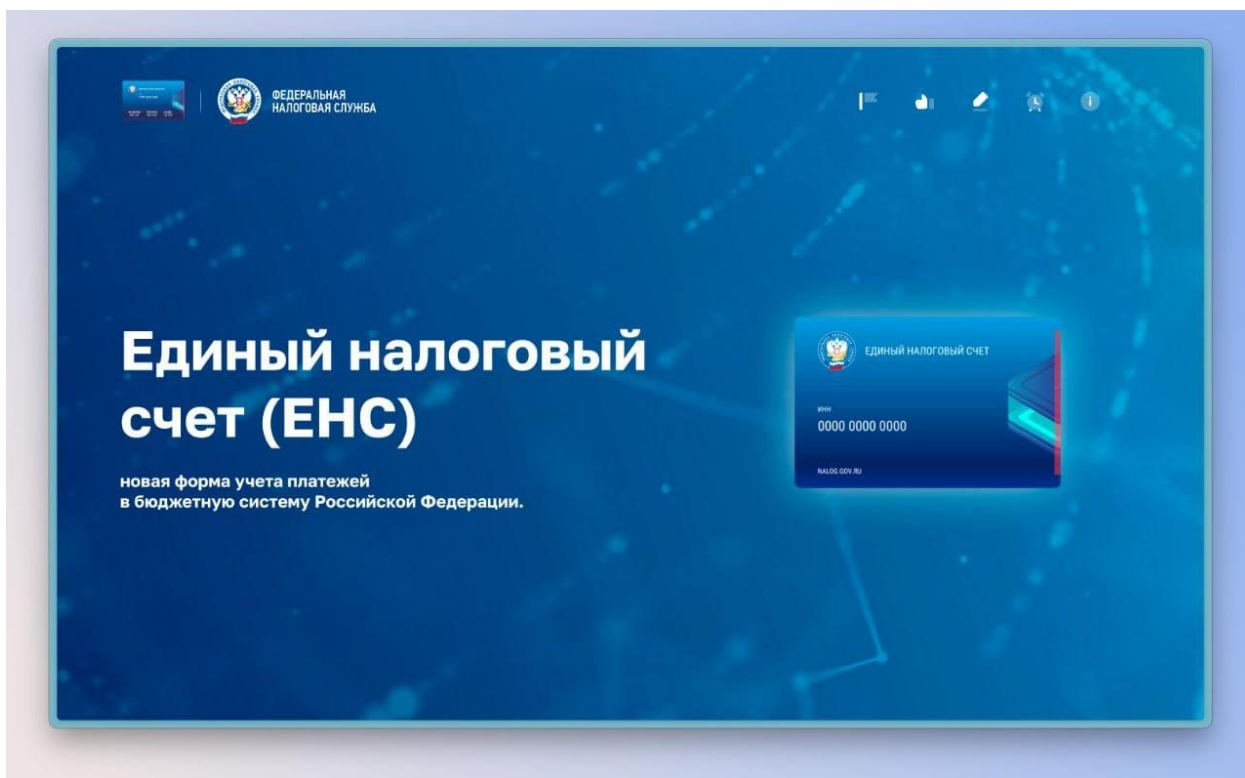 ФЕДЕРАЛЬНАЯ
НАЛОГОВАЯ СЛУЖБА
Единый налоговый
счет (ЕНС)
новая форма учета платежей
в бюджетную систему Российской Федерации.
ЕДИНЫЙ НАЛОГОВЫЙ СЧЕТ
ИНН
0000 0000 0000
NALOG.GOV.RU